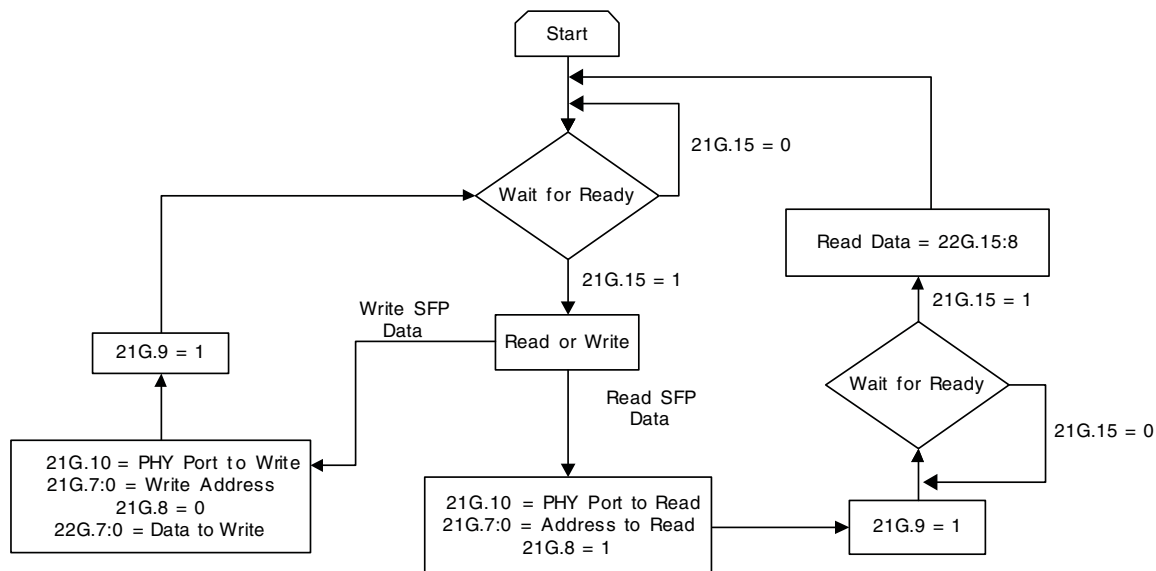 Start
21G.15 = 0
Wait for Ready
Read Data = 22G.15:8
21G.15 = 1
21G.15 = 1
Write SFP
Data
Read or Write
21G.9 = 1
Wait for Ready
Read SFP
Data
21G.15 = 0
21G.10 = PHY Port to Write
21G.7:0 = Write Address
21G.8 = 0
22G.7:0 = Data to Write
21G.10 = PHY Port to Read
21G.7:0 = Address to Read
21G.8 = 1
21G.9 = 1